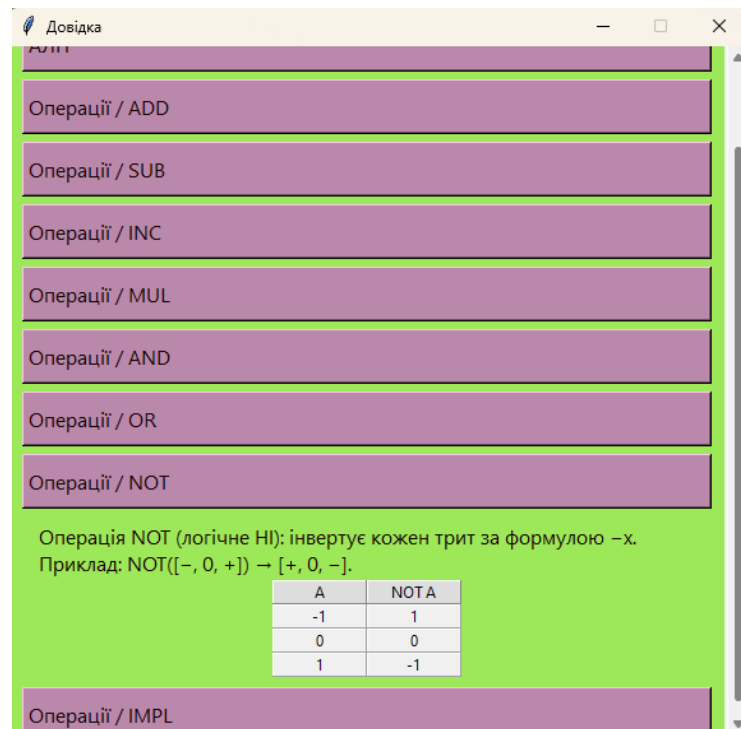 Довідка
Операції / ADD
Операції / SUB
Операції / INC
Операції / MUL
Операції / AND
Операції / OR
Операції / NOT
Операція NOT (логічне НІ): інвертує кожен трит за формулою −x.
Приклад: NOT([−, 0, +]) → [+, 0, −].
A NOT A
-1 1
0 0
1 -1
Операції / IMPL